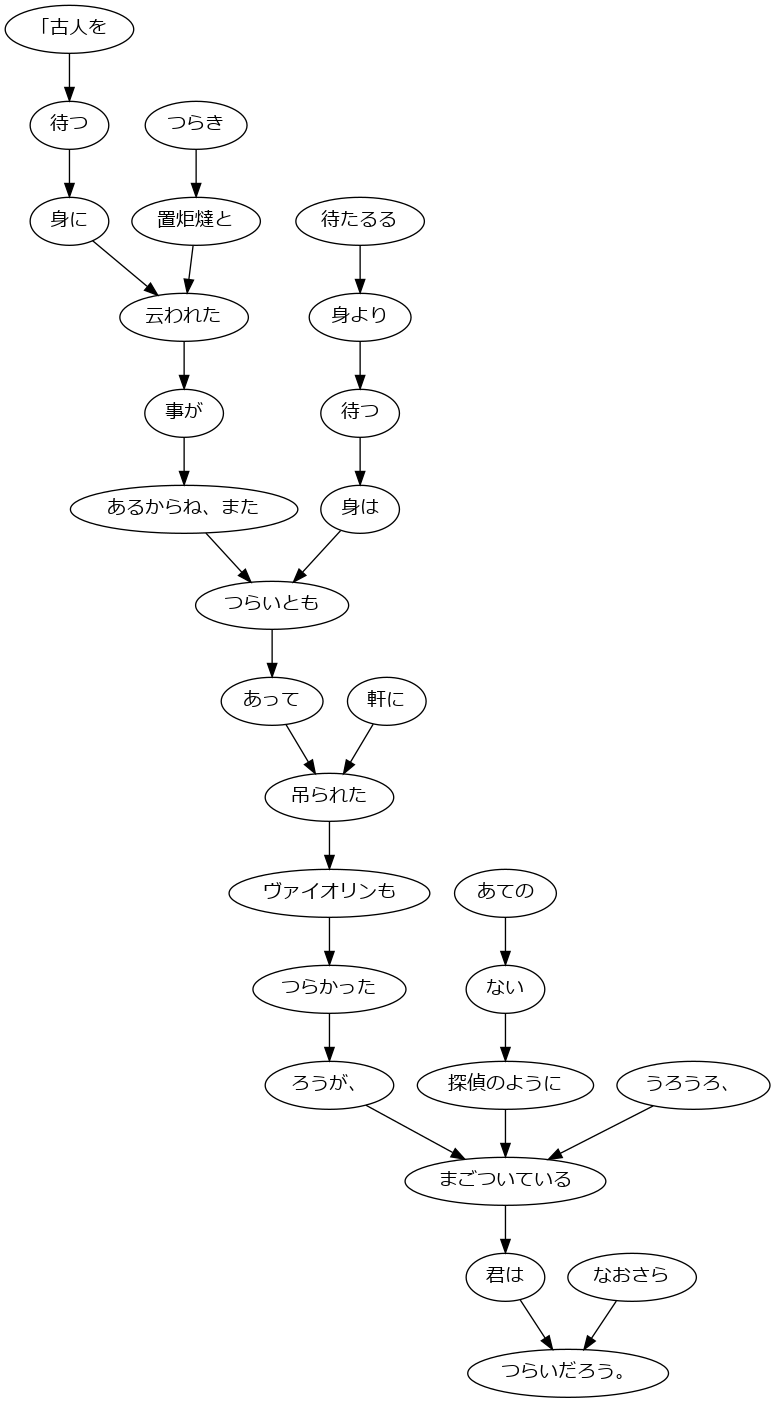 「古人を
待つ
つらき
身に
置炬燵と
待たるる
云われた
身より
事が
待つ
あるからね、また
身は
つらいとも
あって
軒に
吊られた
ヴァイオリンも
あての
つらかった
ない
ろうが、
探偵のように
うろうろ、
まごついている
君は
なおさら
つらいだろう。